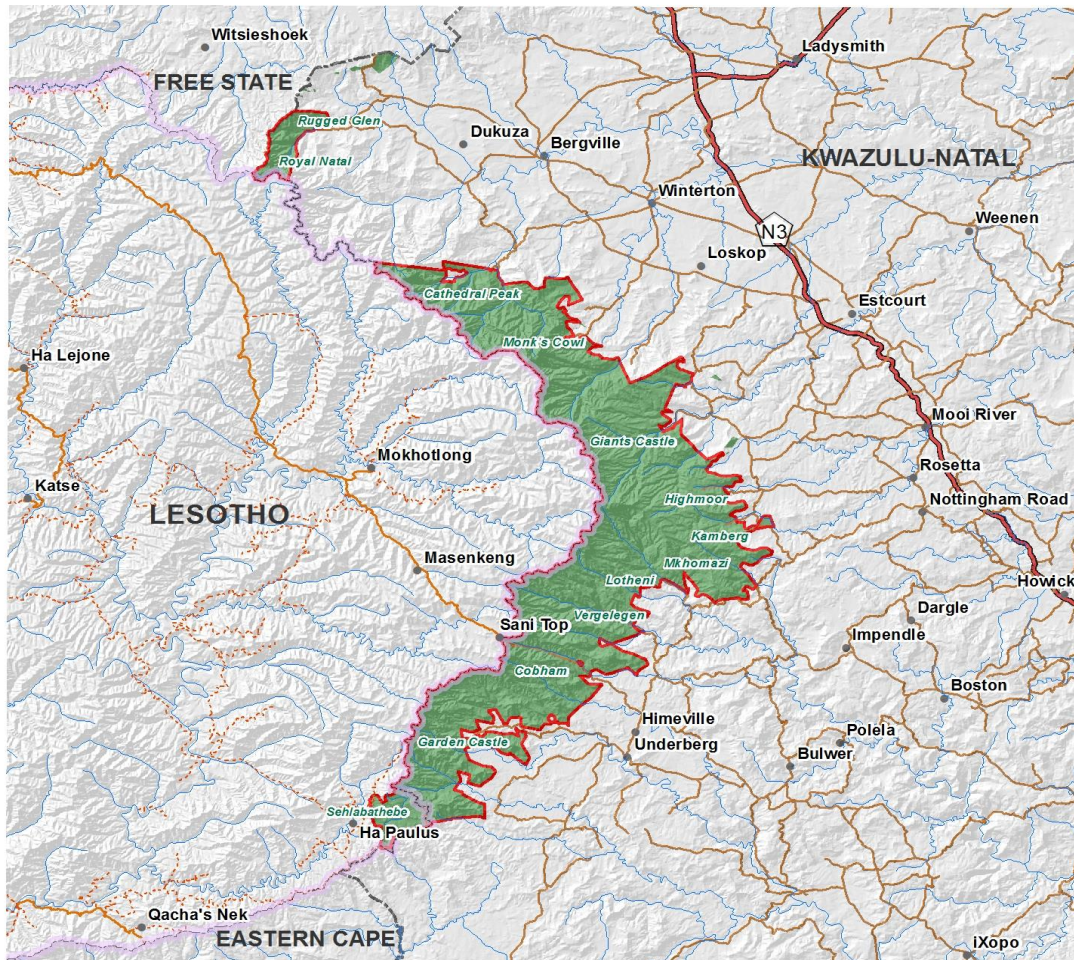 Witsieshoek
Ladysmith
FREE STATE
Rugged Glen
Dukuza
Bergville
KWAZULU-NATAL
Royal Natal
Winterton
Weenen
N3
Loskop
Cathedral Peak
Estcourt
Monk's Cowl
Ha Lejone
Mooi River
Giants Castle
Mokhotlong
Rosetta
Katse
Highmoor
Nottingham Road
LESOTHO
Kamberg
Masenkeng
Mkhomazi
Lotheni
Howick
Vergelegen
Dargle
Sani Top
Impendle
Cobham
Boston
Himeville
Polela
Garden Castle
Underberg
Bulwer
Sehlabathebe
Ha Paulus
Qacha's Nek
EASTERN CAPE
iXopo